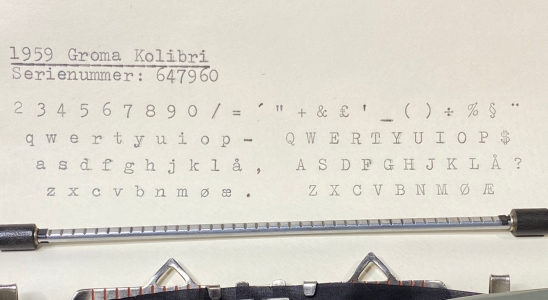 1959 Groma Kolibri
Serienummer: 647960
2 3 4 5 6 7 8 9 0 / = ´ " + & £ ' _ ( ) ÷ % § ¨
q w e r t y u i o p - Q W E R T Y U I O P $
a s d f g h j k l å , A S D F G H J K L Å ?
z x c v b n m ø æ . Z X C V B N M Ø Æ